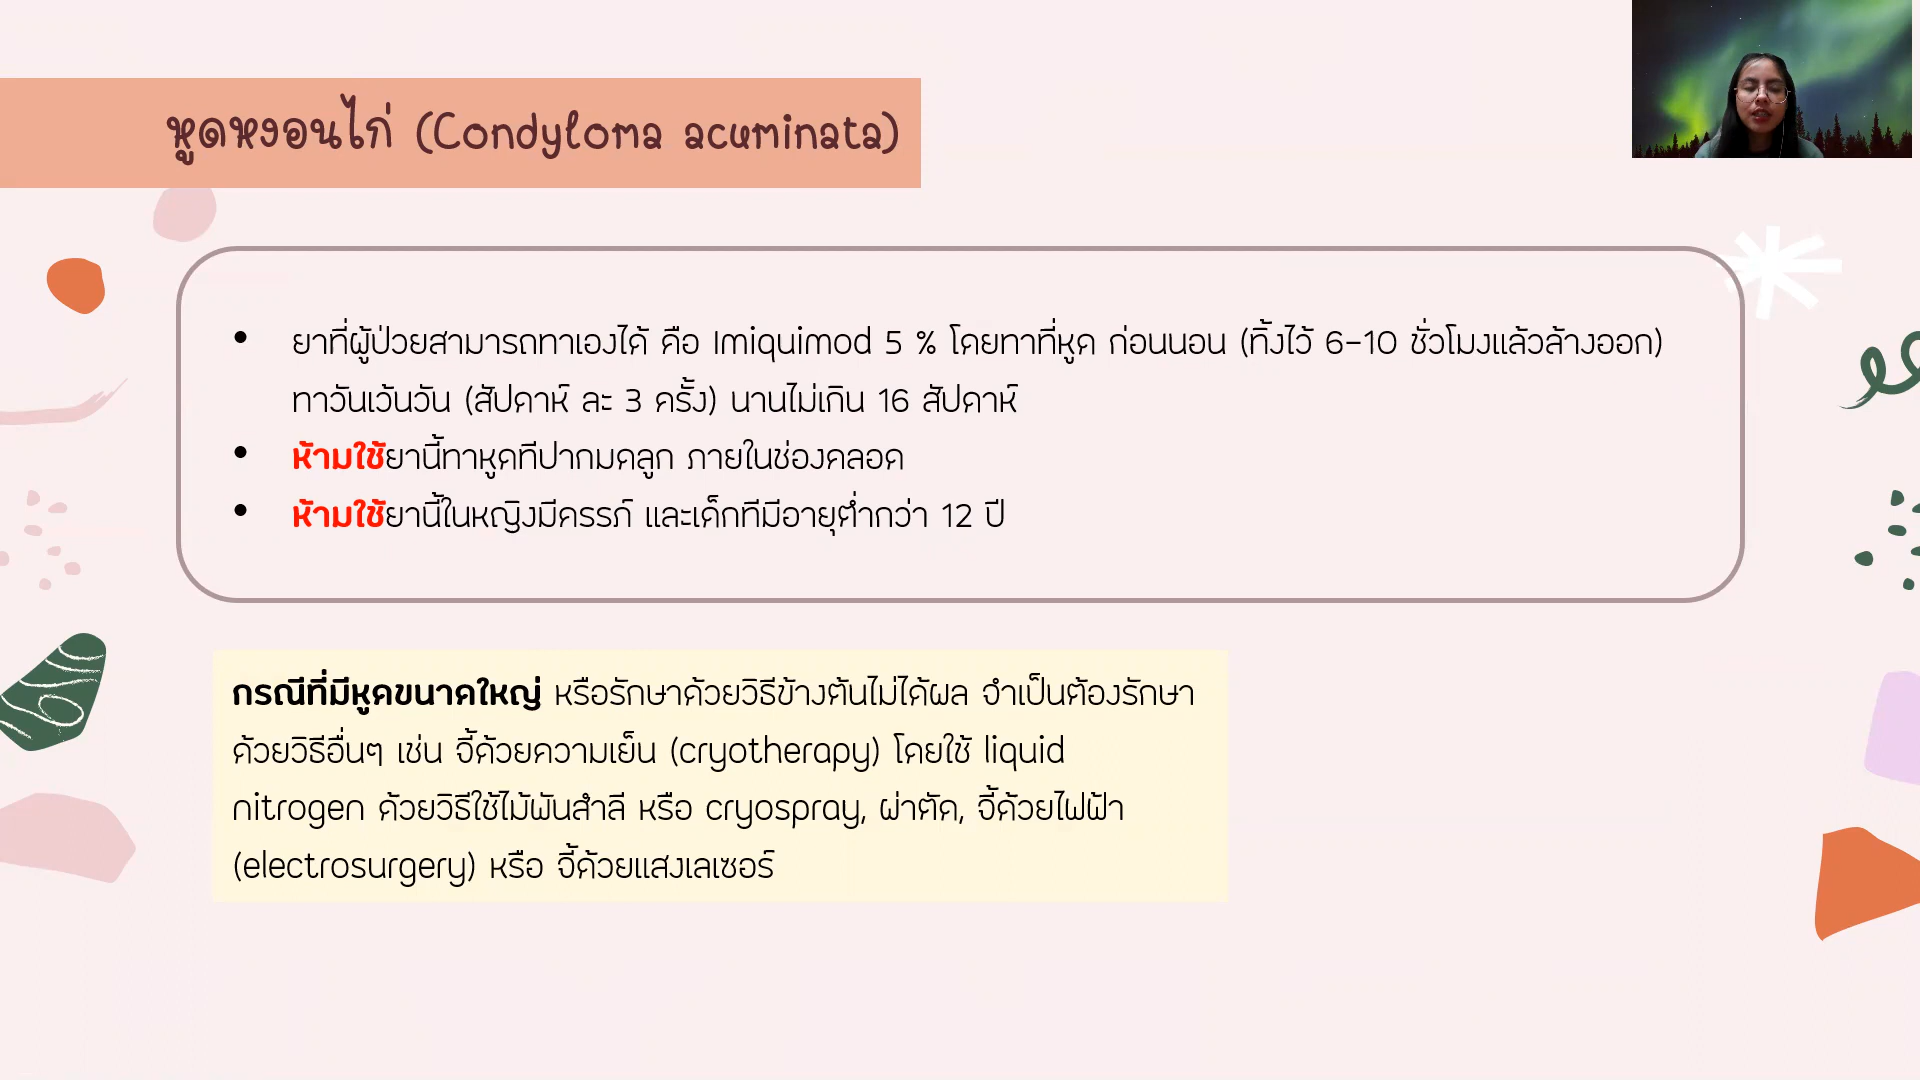 หูดหงอนไก่ (Condyloma acuminata)
• ยาที่ผู้ป่วยสามารถทาเองได้ คือ Imiquimod 5 % โดยทาที่หูด ก่อนนอน (ทิ้งไว้ 6-10 ชั่วโมงแล้วล้างออก)
ทาวันเว้นวัน (สัปดาห์ ละ 3 ครั้ง) นานไม่เกิน 16 สัปดาห์
• ห้ามใช้ยานี้ทาหูดทีปากมดลูก ภายในช่องคลอด
• ห้ามใช้ยานี้ในหญิงมีครรภ์ และเด็กทีมีอายุต่ำกว่า 12 ปี
กรณีที่มีหูดขนาดใหญ่ หรือรักษาด้วยวิธีข้างต้นไม่ได้ผล จำเป็นต้องรักษา
ด้วยวิธีอื่นๆ เช่น จี้ด้วยความเย็น (cryotherapy) โดยใช้ liquid
nitrogen ด้วยวิธีใช้ไม้พันสำลี หรือ cryospray, ผ่าตัด, จี้ด้วยไฟฟ้า
(electrosurgery) หรือ จี้ด้วยแสงเลเซอร์